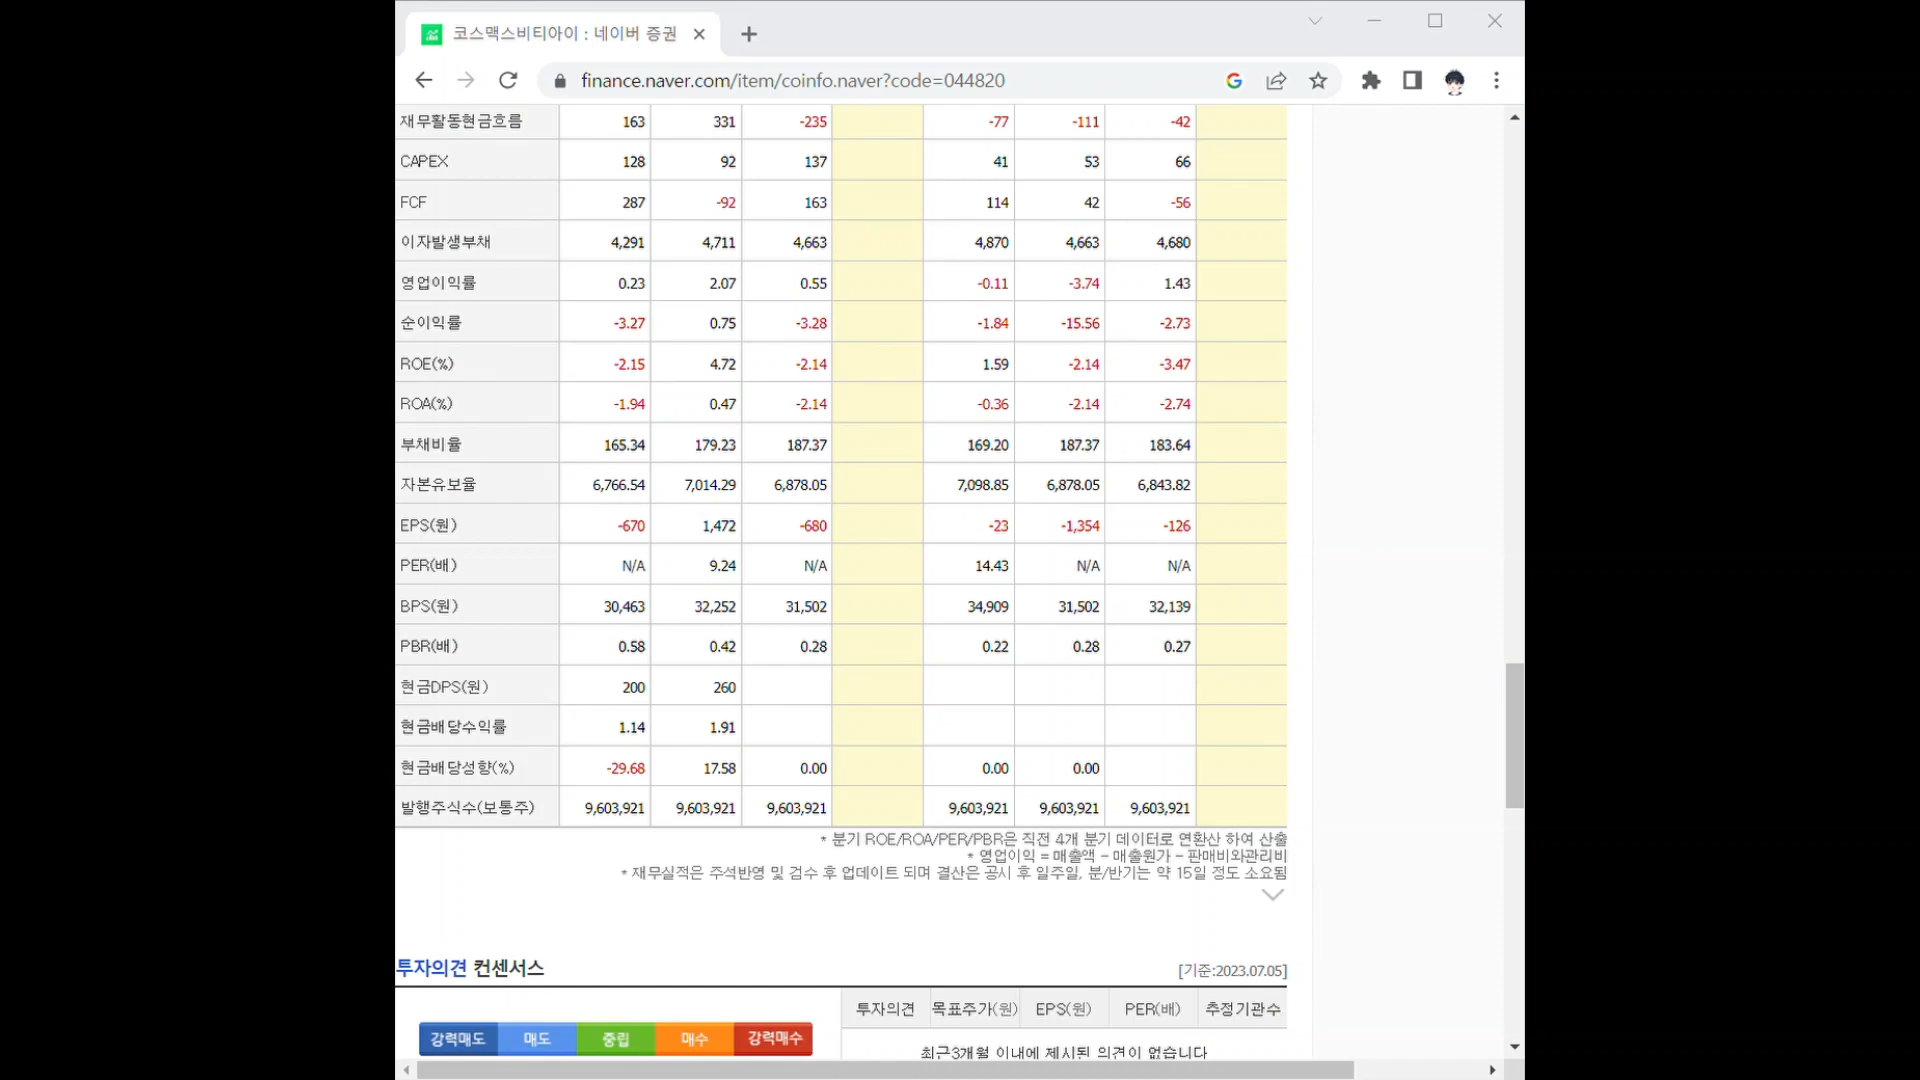 코스맥스비티아이 : 네이버 증권
finance.naver.com/item/coinfo.naver?code=044820
재무활동현금흐름 163 331 -235 -77 -111 -42
CAPEX 128 92 137 41 53 66
FCF 287 -92 163 114 42 -56
이자발생부채 4,291 4,711 4,663 4,870 4,663 4,680
영업이익률 0.23 2.07 0.55 -0.11 -3.74 1.43
순이익률 -3.27 0.75 -3.28 -1.84 -15.56 -2.73
ROE(%) -2.15 4.72 -2.14 1.59 -2.14 -3.47
ROA(%) -1.94 0.47 -2.14 -0.36 -2.14 -2.74
부채비율 165.34 179.23 187.37 169.20 187.37 183.64
자본유보율 6,766.54 7,014.29 6,878.05 7,098.85 6,878.05 6,843.82
EPS(원) -670 1,472 -680 -23 -1,354 -126
PER(배) N/A 9.24 N/A 14.43 N/A N/A
BPS(원) 30,463 32,252 31,502 34,909 31,502 32,139
PBR(배) 0.58 0.42 0.28 0.22 0.28 0.27
현금DPS(원) 200 260
현금배당수익률 1.14 1.91
현금배당성향(%) -29.68 17.58 0.00 0.00 0.00
발행주식수(보통주) 9,603,921 9,603,921 9,603,921 9,603,921 9,603,921 9,603,921
* 분기 ROE/ROA/PER/PBR은 직전 4개 분기 데이터로 연환산 하여 산출
* 영업이익 = 매출액 - 매출원가 - 판매비와관리비
* 재무실적은 주석반영 및 검수 후 업데이트 되며 결산은 공시 후 일주일, 분/반기는 약 15일 정도 소요됨
투자의견 컨센서스 [기준:2023.07.05]
투자의견 목표주가(원) EPS(원) PER(배) 추정기관수
강력매도 매도 중립 매수 강력매수
최근3개월 이내에 제시된 의견이 없습니다